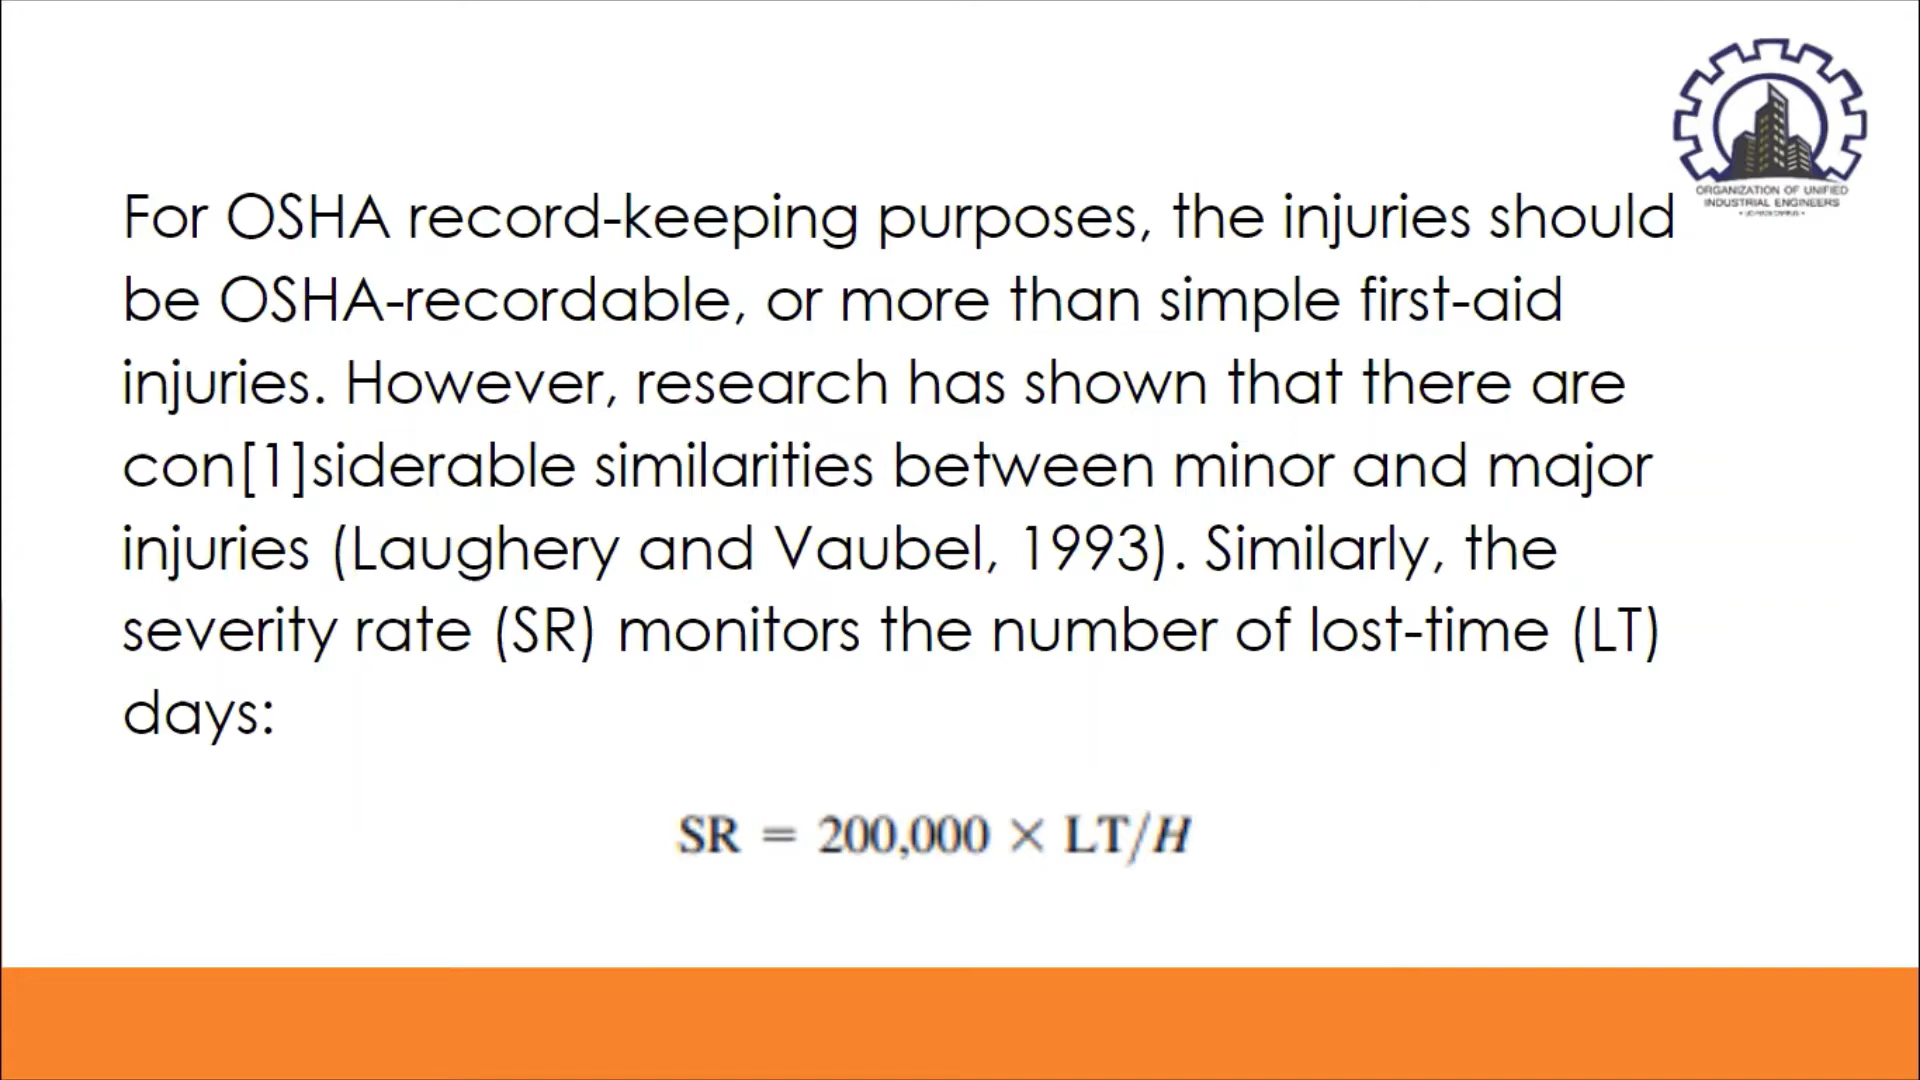 ORGANIZATION OF UNIFIED
INDUSTRIAL ENGINEERS
For OSHA record-keeping purposes, the injuries should
be OSHA-recordable, or more than simple first-aid
injuries. However, research has shown that there are
con[1]siderable similarities between minor and major
injuries (Laughery and Vaubel, 1993). Similarly, the
severity rate (SR) monitors the number of lost-time (LT)
days:
SR = 200,000 × LT/H